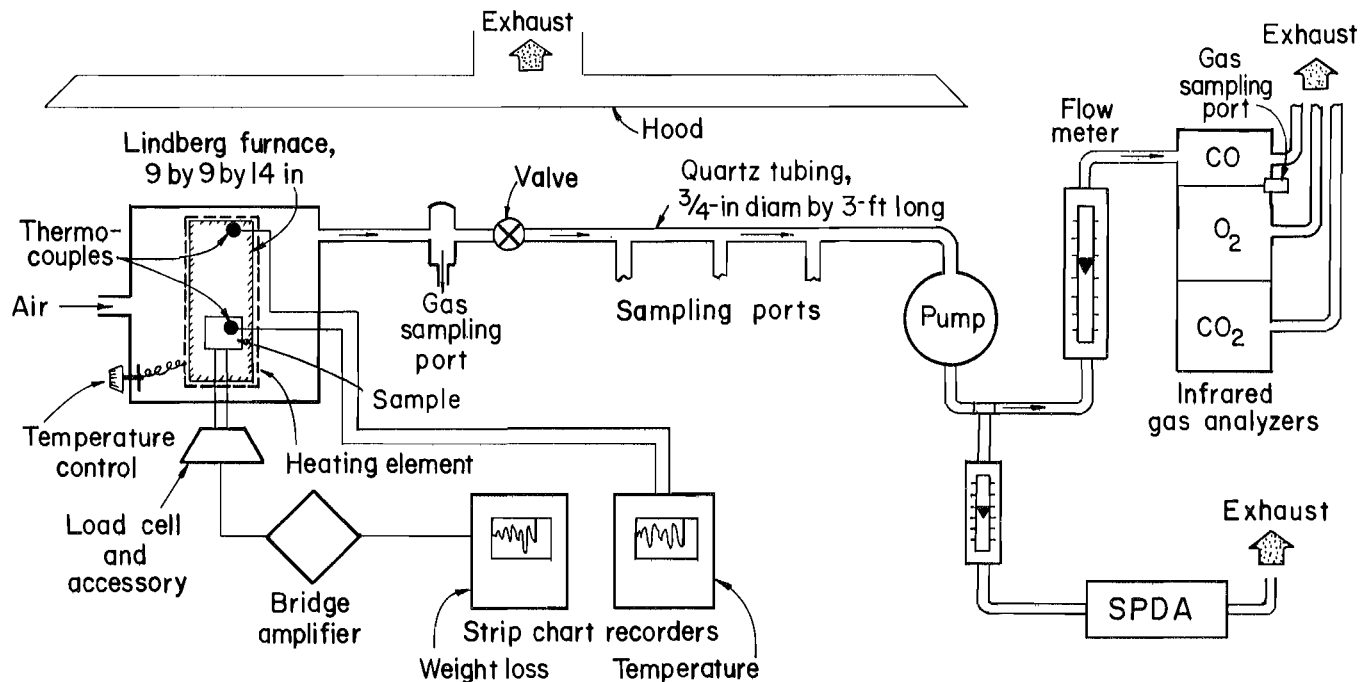 Exhaust
Hood
Lindberg furnace,
9 by 9 by 14 in
Thermo-
couples
Air
Temperature
control
Load cell
and
accessory
Sample
Heating element
Bridge
amplifier
Strip chart recorders
Weight loss
Temperature
Gas
sampling
port
Valve
Quartz tubing,
3/4-in diam by 3-ft long
Sampling ports
Pump
Flow
meter
Exhaust
Gas
sampling
port
CO
O2
CO2
Infrared
gas analyzers
SPDA
Exhaust